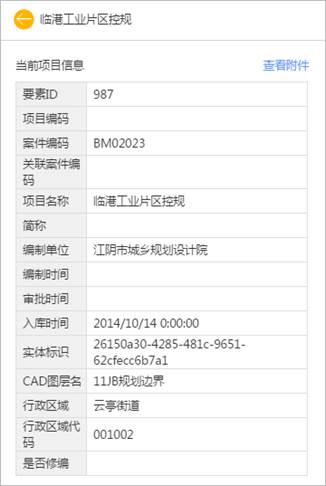 临港工业片区控规
当前项目信息 查看附件
要素ID 987
项目编码
案件编码 BM02023
关联案件编
码
项目名称 临港工业片区控规
简称
编制单位 江阴市城乡规划设计院
编制时间
审批时间
入库时间 2014/10/14 0:00:00
实体标识 26150a30-4285-481c-9651-
62cfecc6b7a1
CAD图层名 11JB规划边界
行政区域 云亭街道
行政区域代
码 001002
是否修编